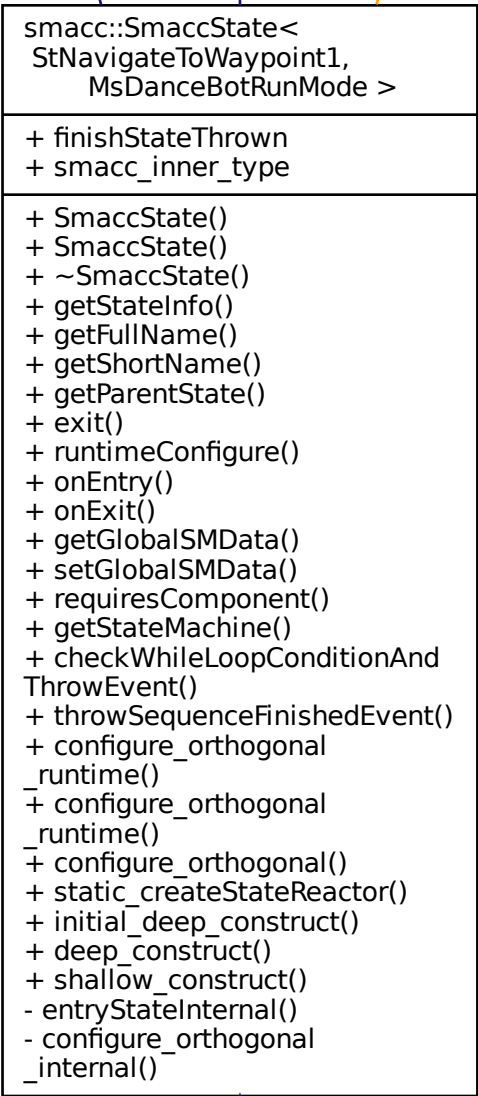 smacc::SmaccState<
StNavigateToWaypoint1,
MsDanceBotRunMode >
+ finishStateThrown
+ smacc_inner_type
+ SmaccState()
+ SmaccState()
+ ~SmaccState()
+ getStateInfo()
+ getFullName()
+ getShortName()
+ getParentState()
+ exit()
+ runtimeConfigure()
+ onEntry()
+ onExit()
+ getGlobalSMData()
+ setGlobalSMData()
+ requiresComponent()
+ getStateMachine()
+ checkWhileLoopConditionAnd
ThrowEvent()
+ throwSequenceFinishedEvent()
+ configure_orthogonal
_runtime()
+ configure_orthogonal
_runtime()
+ configure_orthogonal()
+ static_createStateReactor()
+ initial_deep_construct()
+ deep_construct()
+ shallow_construct()
- entryStateInternal()
- configure_orthogonal
_internal()